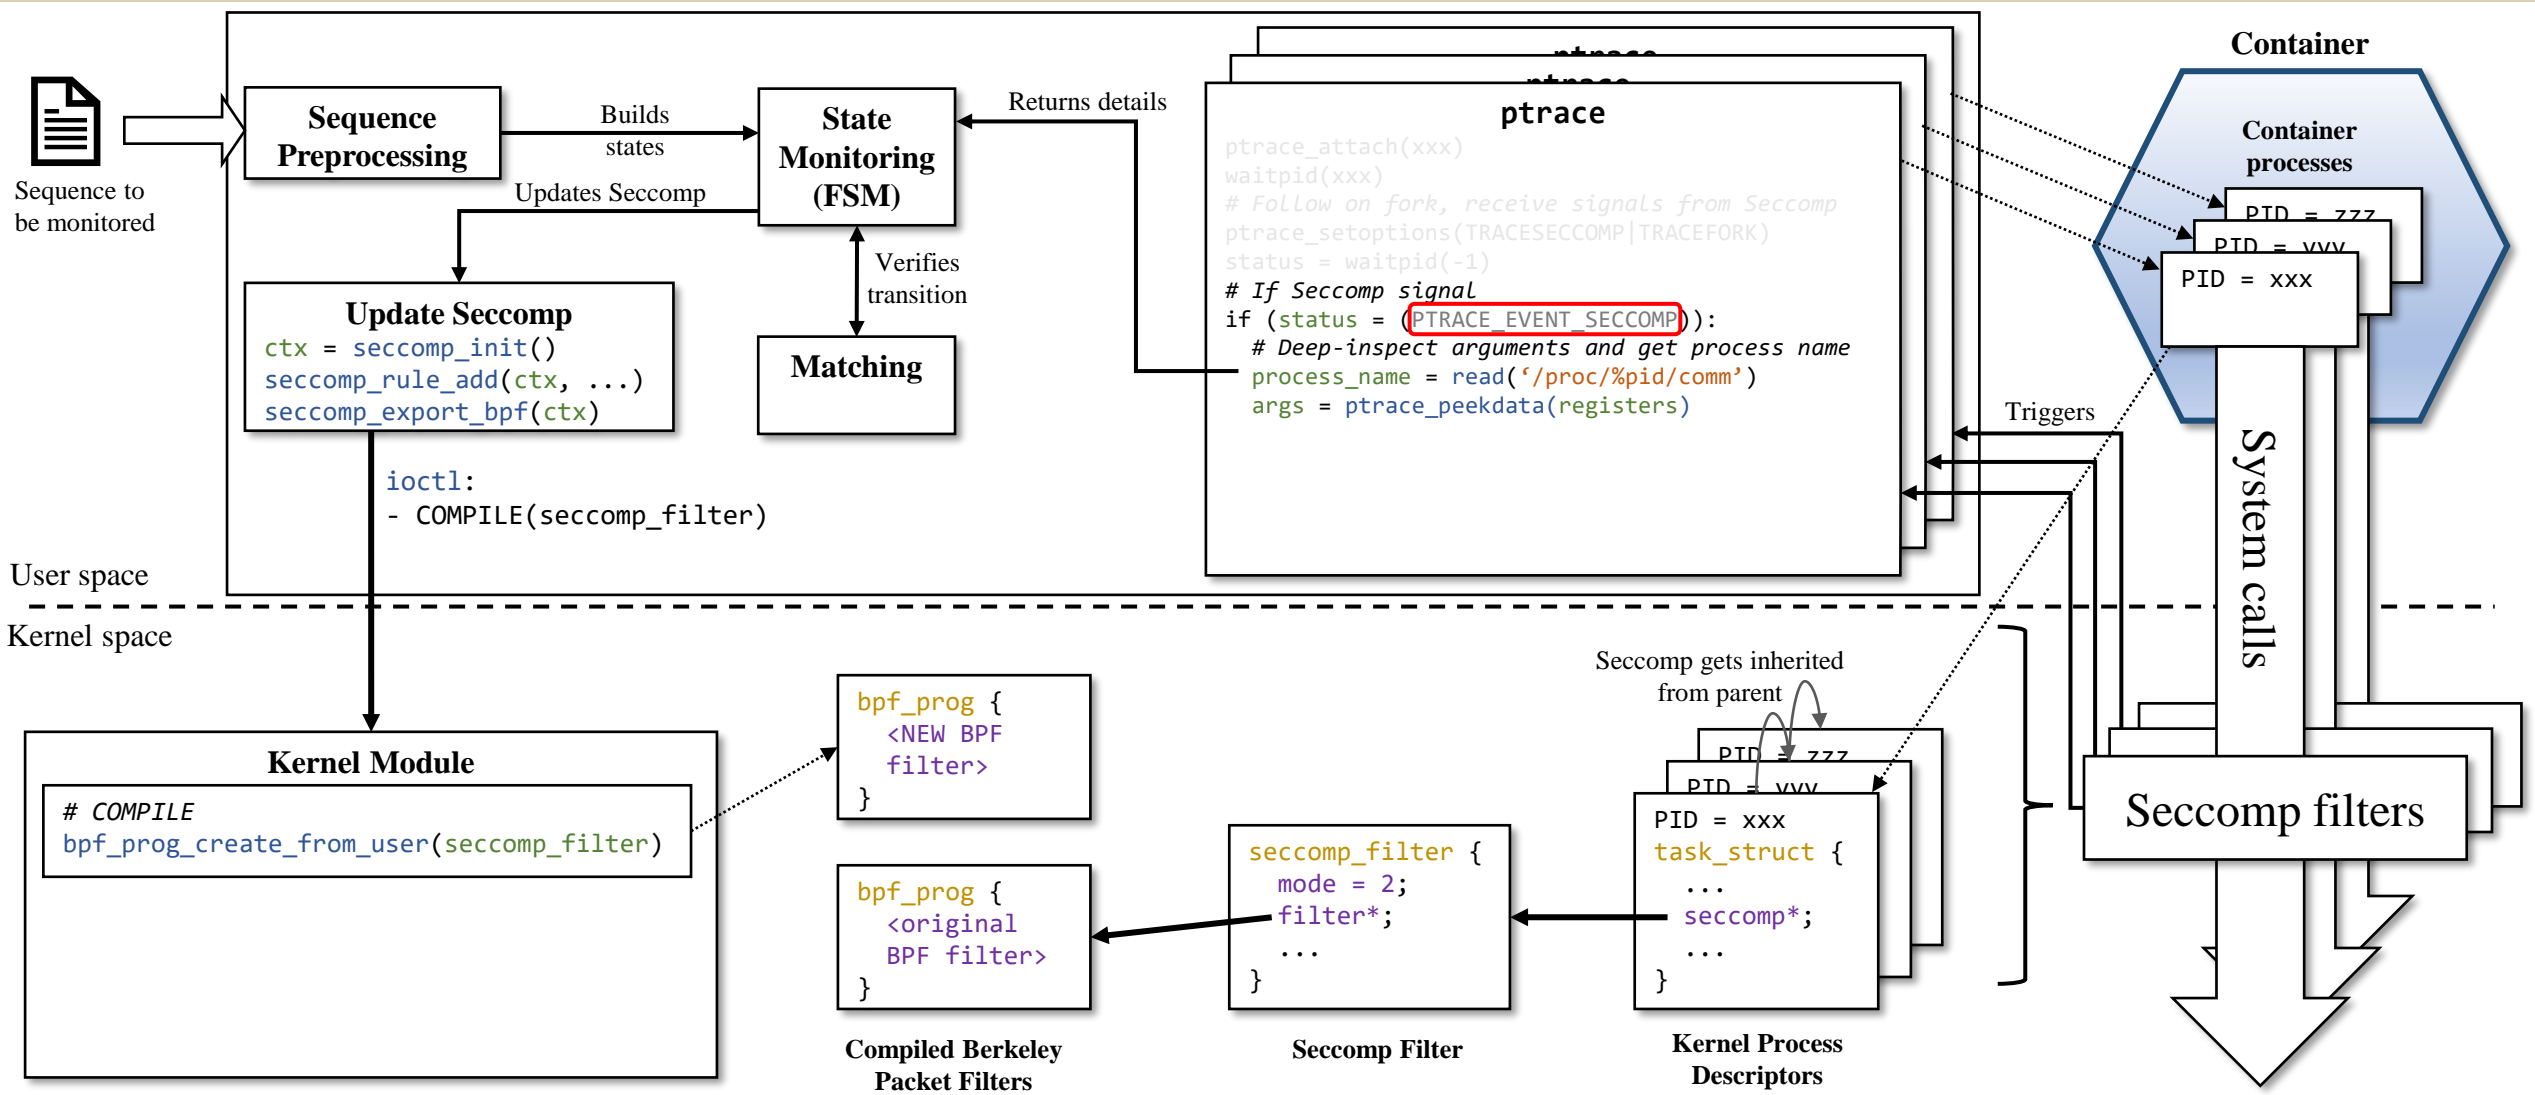 Sequence to
be monitored
Sequence
Preprocessing
Builds
states
State
Monitoring
(FSM)
Updates Seccomp
Verifies
transition
Matching
Update Seccomp
ctx = seccomp_init()
seccomp_rule_add(ctx, ...)
seccomp_export_bpf(ctx)
ioctl:
- COMPILE(seccomp_filter)
Returns details
ptrace
ptrace
ptrace
ptrace_attach(xxx)
waitpid(xxx)
# Follow on fork, receive signals from Seccomp
ptrace_setoptions(TRACESECCOMP|TRACEFORK)
status = waitpid(-1)
# If Seccomp signal
if (status = (PTRACE_EVENT_SECCOMP)):
# Deep-inspect arguments and get process name
process_name = read(‘/proc/%pid/comm’)
args = ptrace_peekdata(registers)
Triggers
Container
Container
processes
PID = zzz
PID = yyy
PID = xxx
System calls
User space
Kernel space
Kernel Module
# COMPILE
bpf_prog_create_from_user(seccomp_filter)
bpf_prog {
<NEW BPF
filter>
}
bpf_prog {
<original
BPF filter>
}
Compiled Berkeley
Packet Filters
seccomp_filter {
mode = 2;
filter*;
...
}
Seccomp Filter
Seccomp gets inherited
from parent
PID = zzz
PID = yyy
PID = xxx
task_struct {
...
seccomp*;
...
}
Kernel Process
Descriptors
Seccomp filters